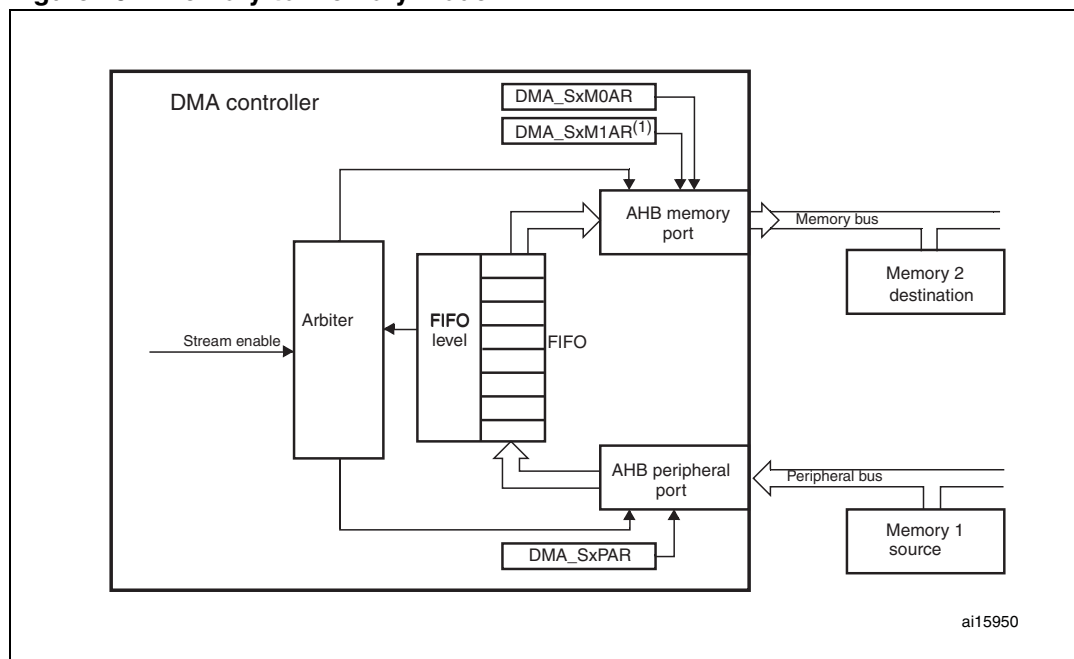 DMA controller
DMA_SxM0AR
DMA_SxM1AR(1)
AHB memory
port
Memory bus
Memory 2
destination
Arbiter
Stream enable
FIFO
level
FIFO
AHB peripheral
port
Peripheral bus
Memory 1
source
DMA_SxPAR
ai15950